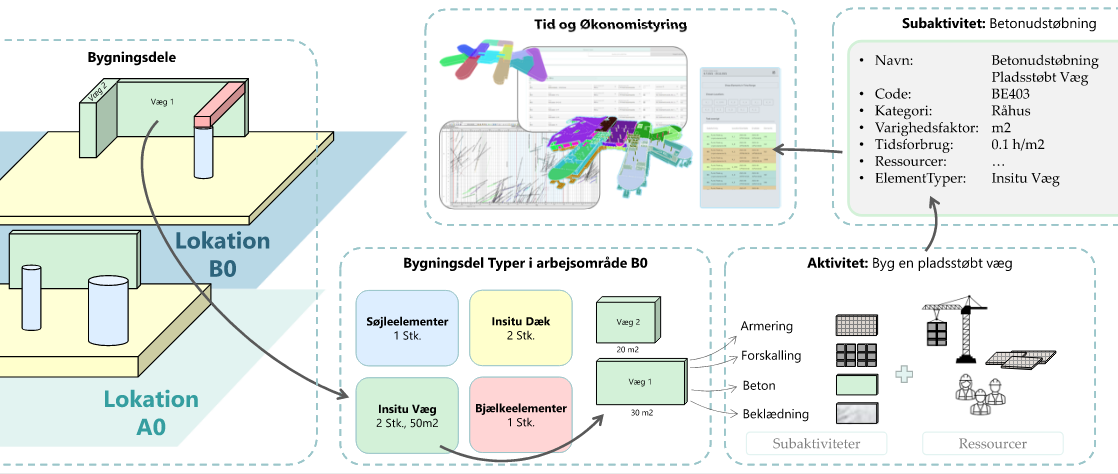 Bygningsdele
Væg 2
Væg 1
Lokation
B0
Lokation
A0
Tid og Økonomistyring
Subaktivitet: Betonudstøbning
• Navn: Betonudstøbning
Pladsstøbt Væg
• Code: BE403
• Kategori: Råhus
• Varighedsfaktor: m2
• Tidsforbrug: 0.1 h/m2
• Ressourcer: ...
• ElementTyper: Insitu Væg
Bygningsdel Typer i arbejsområde B0
Søjleelementer
1 Stk.
Insitu Dæk
2 Stk.
Insitu Væg
2 Stk., 50m2
Bjælkeelementer
1 Stk.
Væg 2
20 m2
Væg 1
30 m2
Aktivitet: Byg en pladsstøbt væg
Armering
Forskalling
Beton
Beklædning
Subaktiviteter
Ressourcer